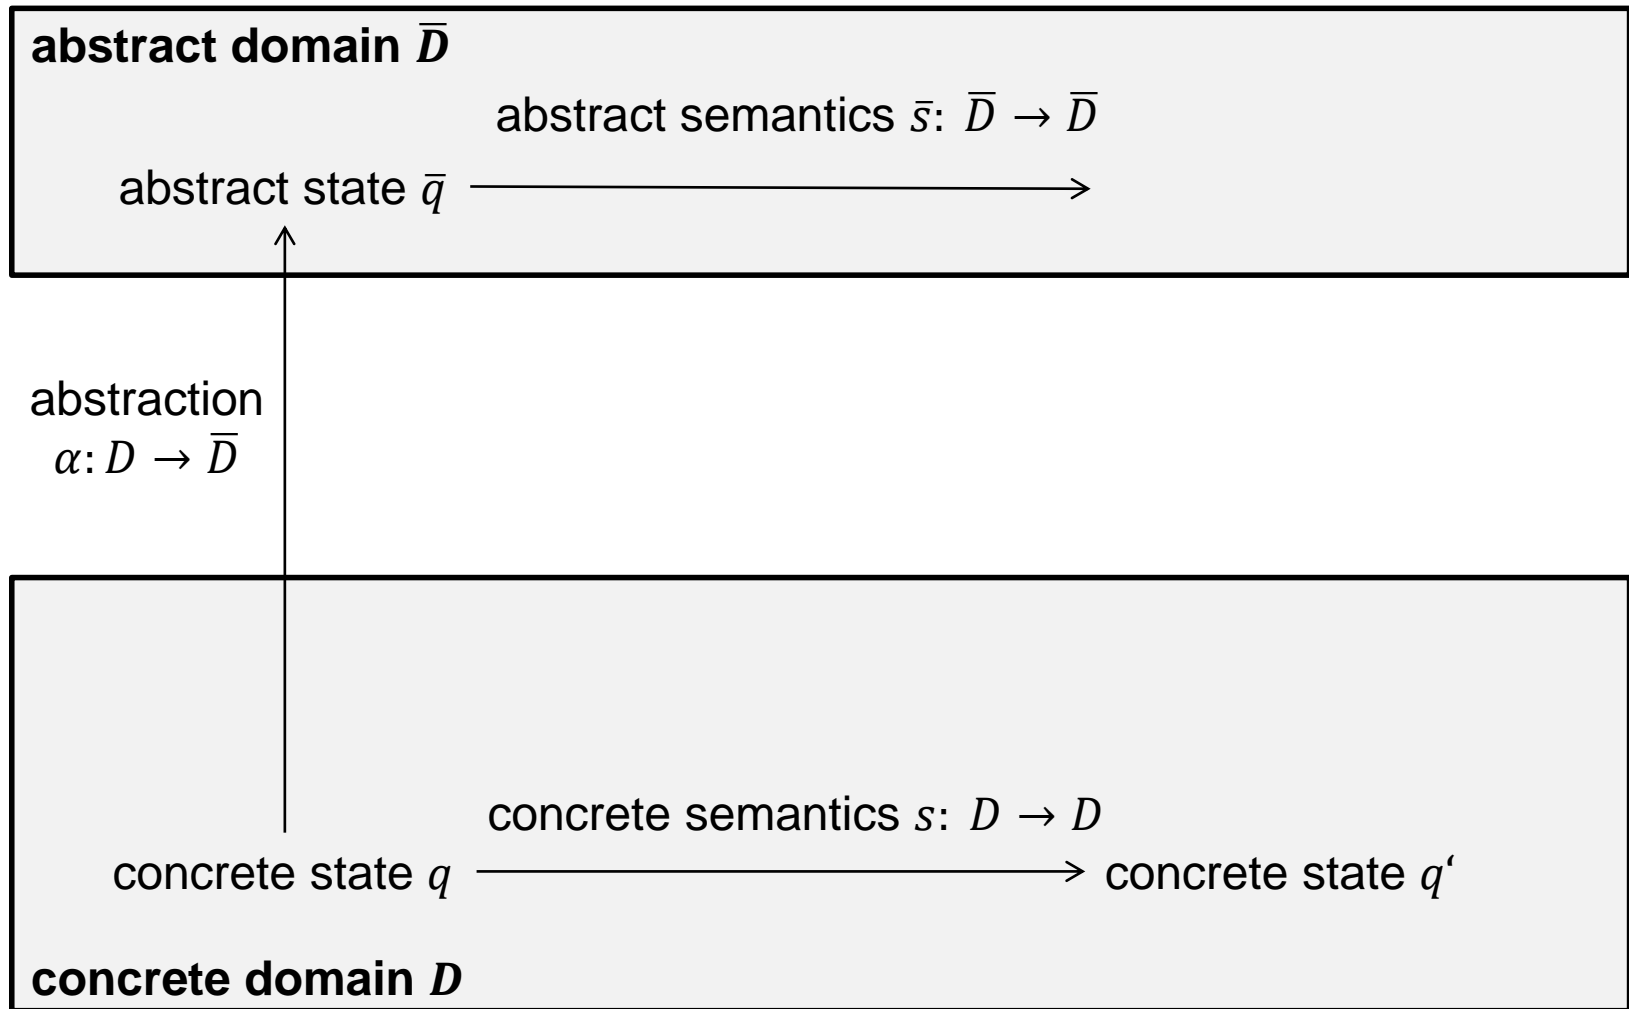 abstract domain D̅
abstract semantics s̅: D̅ → D̅
abstract state q̅
abstraction
α: D → D̅
concrete semantics s: D → D
concrete state q
concrete state q‘
concrete domain D